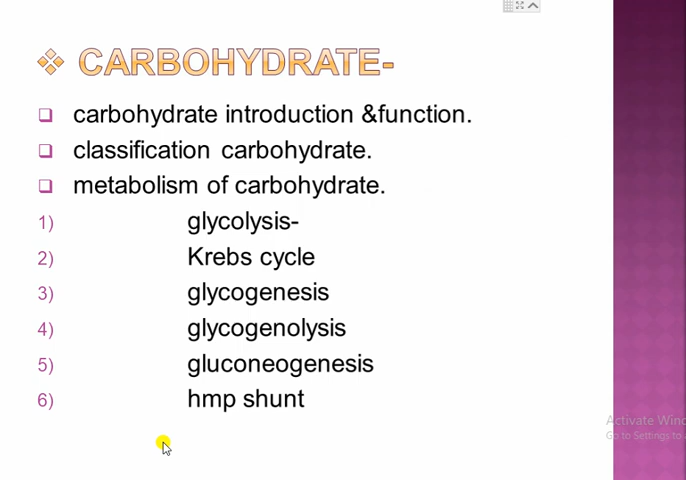 CARBOHYDRATE-
carbohydrate introduction &function.
classification carbohydrate.
metabolism of carbohydrate.
1) glycolysis-
2) Krebs cycle
3) glycogenesis
4) glycogenolysis
5) gluconeogenesis
6) hmp shunt
Activate Wind
Go to Settings to